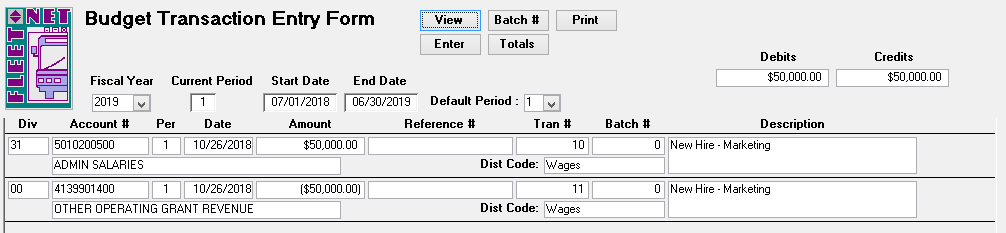 FLEET NET
Budget Transaction Entry Form
View Batch # Print
Enter Totals
Debits Credits
$50,000.00 $50,000.00
Fiscal Year Current Period Start Date End Date
2019 1 07/01/2018 06/30/2019 Default Period : 1
Div Account # Per Date Amount Reference # Tran # Batch # Description
31 5010200500 1 10/26/2018 $50,000.00 10 0 New Hire - Marketing
ADMIN SALARIES Dist Code: Wages
00 4139901400 1 10/26/2018 ($50,000.00) 11 0 New Hire - Marketing
OTHER OPERATING GRANT REVENUE Dist Code: Wages